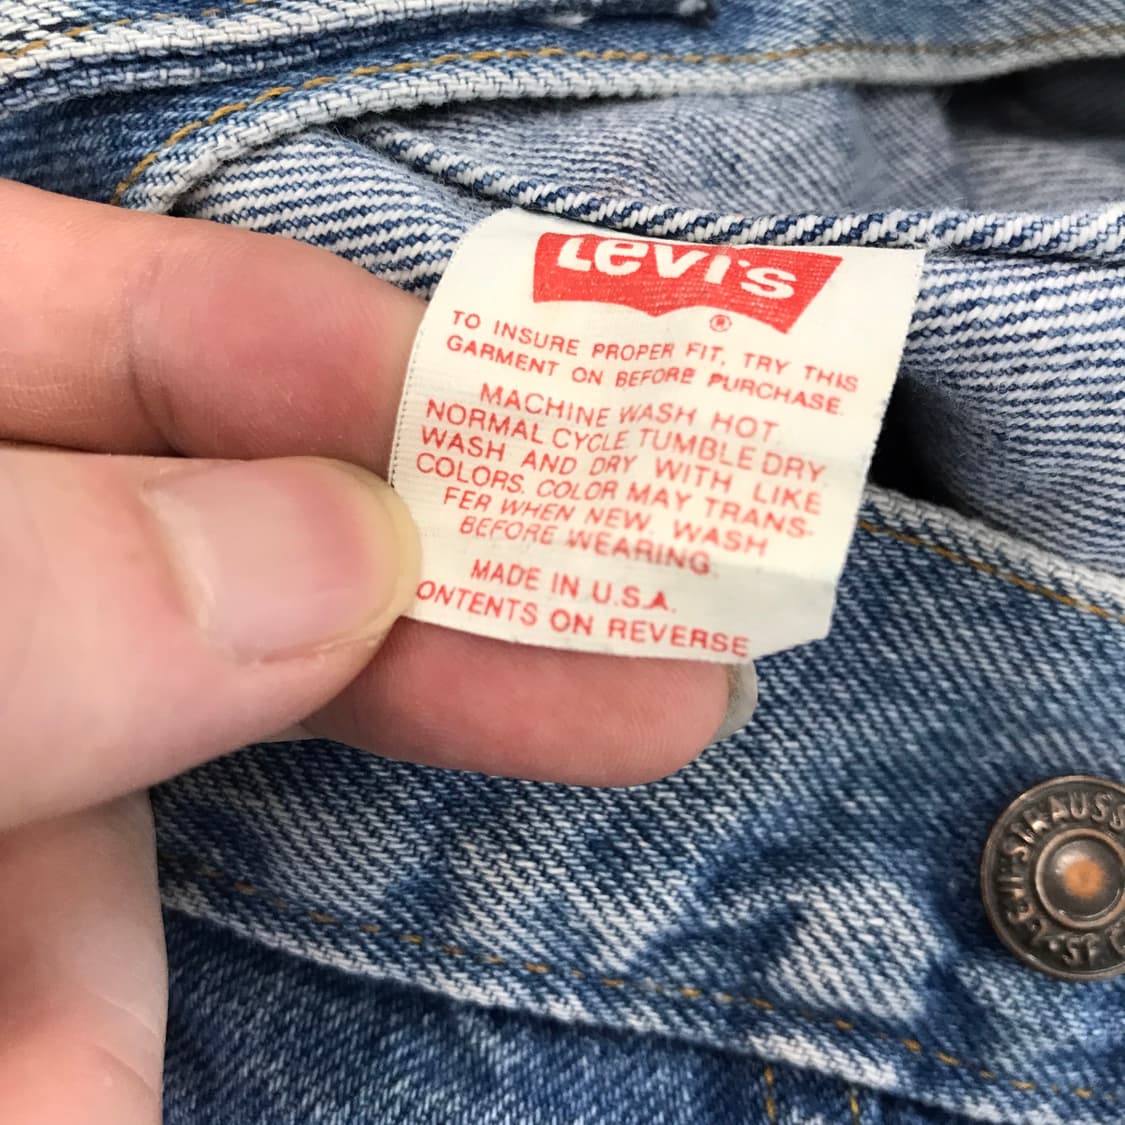 Levi's
®
TO INSURE PROPER FIT, TRY THIS
GARMENT ON BEFORE PURCHASE.
MACHINE WASH HOT
NORMAL CYCLE TUMBLE DRY
WASH AND DRY WITH LIKE
COLORS. COLOR MAY TRANS-
FER WHEN NEW. WASH
BEFORE WEARING.
MADE IN U.S.A.
ONTENTS ON REVERSE
LEVI STRAUSS
S.F.